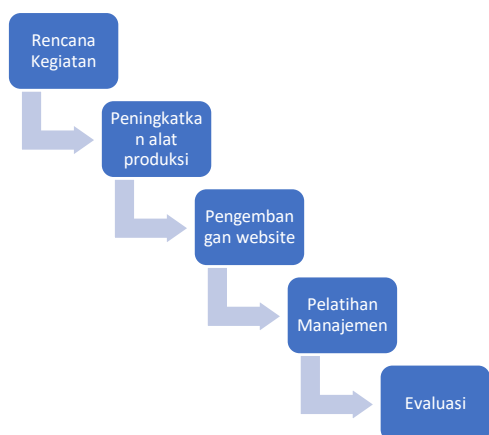 Rencana
Kegiatan
Peningkatka
n alat
produksi
Pengemban
gan website
Pelatihan
Manajemen
Evaluasi